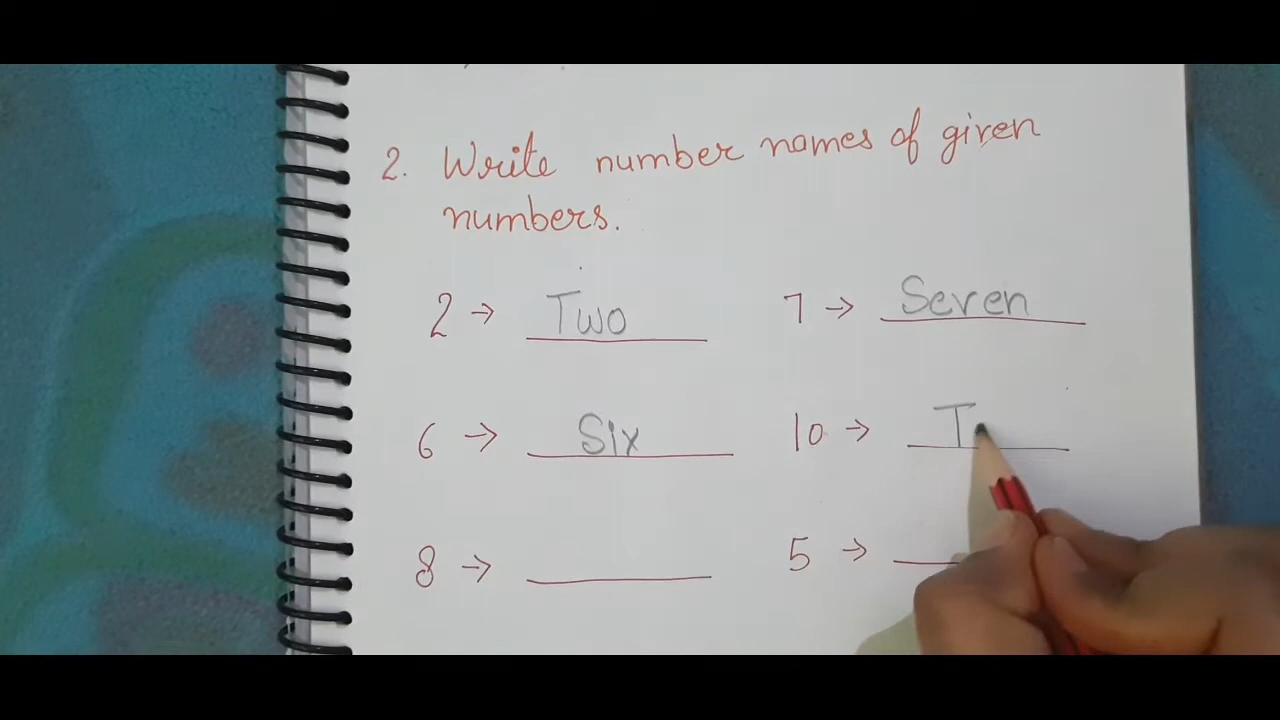 2. Write number names of given
numbers.
2 → Two 7 → Seven
6 → Six 10 → T
8 → 5 →